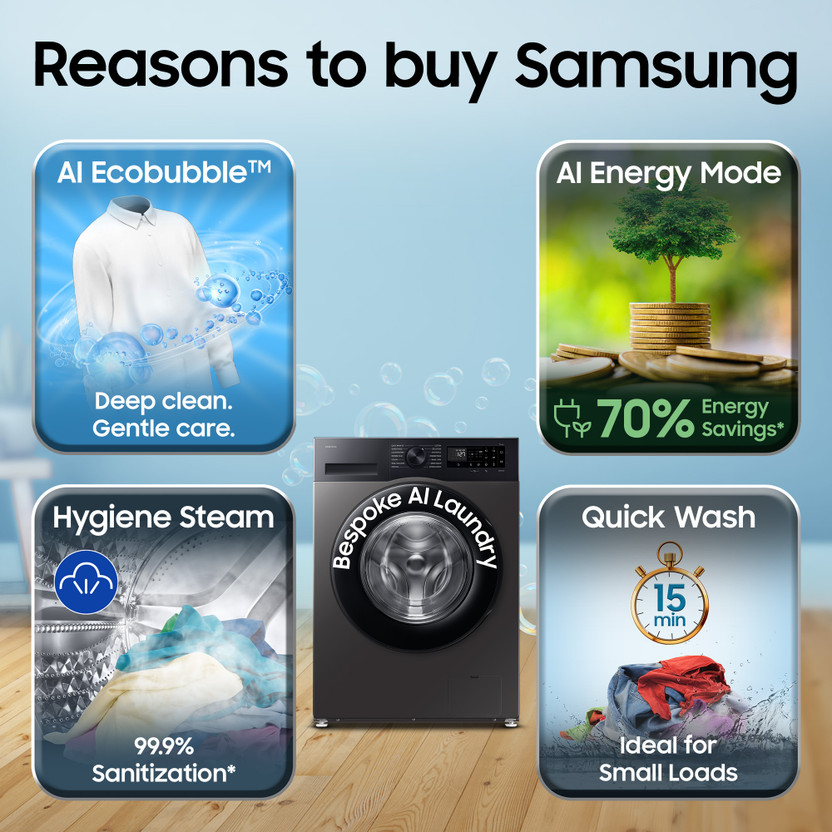 Reasons to buy Samsung
AI Ecobubble™
Deep clean.
Gentle care.
AI Energy Mode
70% Energy
Savings*
Bespoke AI Laundry
Hygiene Steam
99.9%
Sanitization*
Quick Wash
15
min
Ideal for
Small Loads